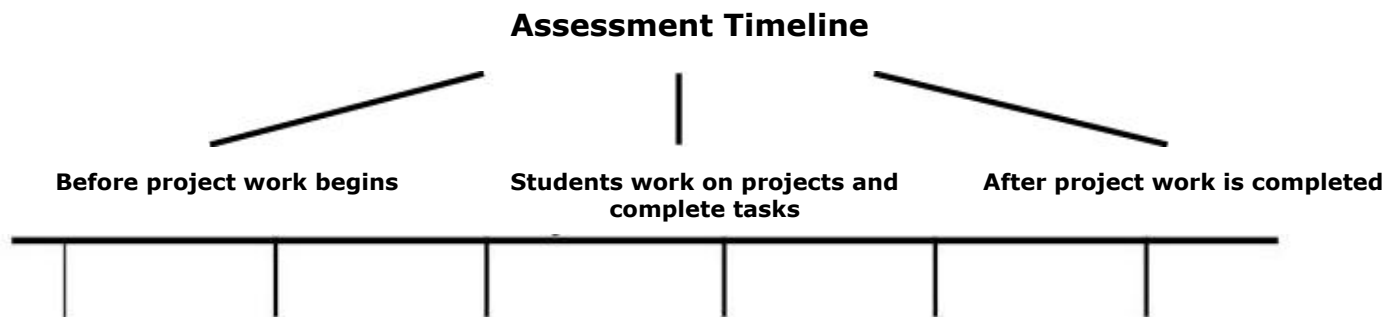 Assessment Timeline
Before project work begins
Students work on projects and
complete tasks
After project work is completed